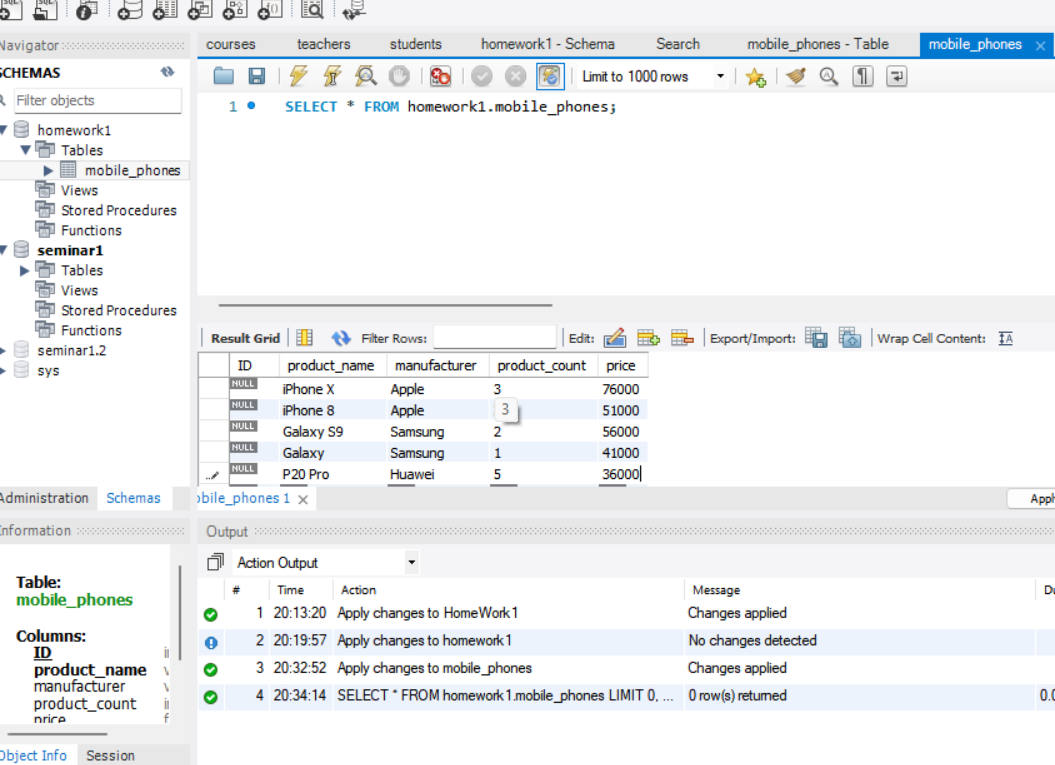 Navigator
SCHEMAS
Filter objects
homework1
Tables
mobile_phones
Views
Stored Procedures
Functions
seminar1
Tables
Views
Stored Procedures
Functions
seminar1.2
sys
Administration Schemas
Information
Table:
mobile_phones
Columns:
ID
product_name
manufacturer
product_count
price
Object Info Session
courses teachers students homework1 - Schema Search mobile_phones - Table mobile_phones
Limit to 1000 rows
1 SELECT * FROM homework1.mobile_phones;
Result Grid Filter Rows: Edit: Export/Import: Wrap Cell Content:
ID product_name manufacturer product_count price
NULL iPhone X Apple 3 76000
NULL iPhone 8 Apple 3 51000
NULL Galaxy S9 Samsung 2 56000
NULL Galaxy Samsung 1 41000
NULL P20 Pro Huawei 5 36000
mobile_phones 1
Output
Action Output
# Time Action Message
1 20:13:20 Apply changes to HomeWork1 Changes applied
2 20:19:57 Apply changes to homework1 No changes detected
3 20:32:52 Apply changes to mobile_phones Changes applied
4 20:34:14 SELECT * FROM homework1.mobile_phones LIMIT 0, ... 0 row(s) returned